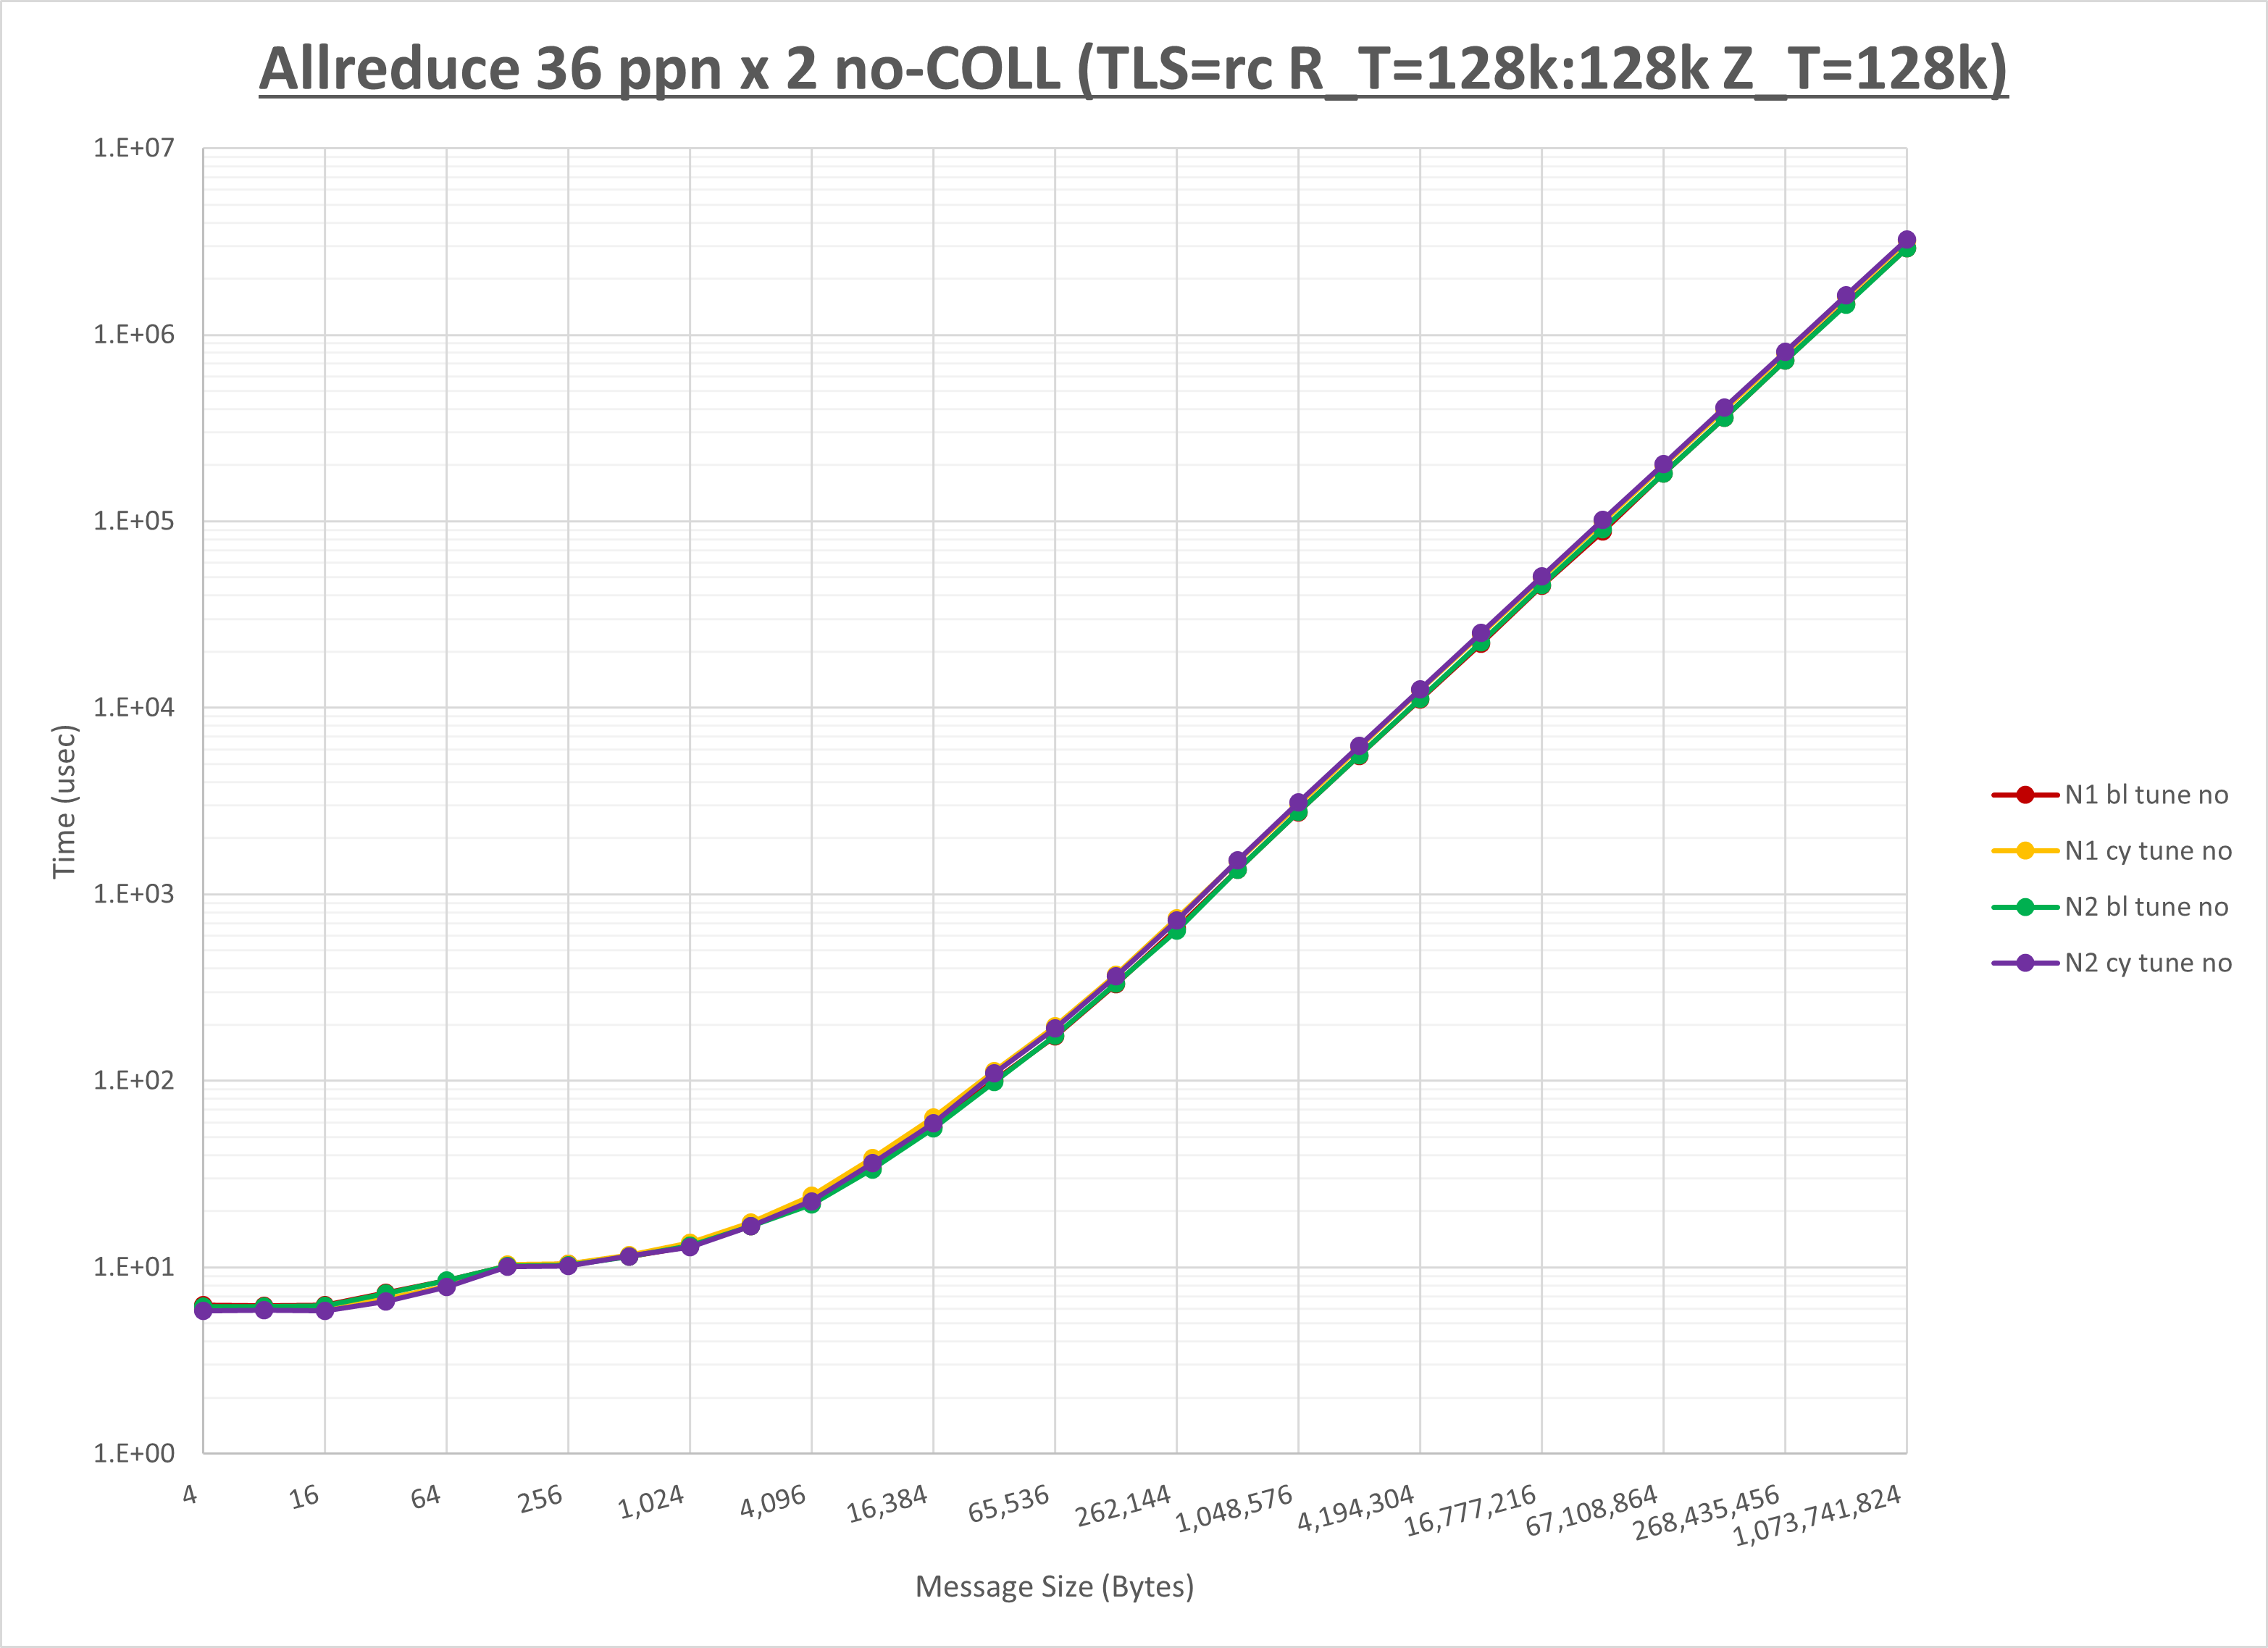 Allreduce 36 ppn x 2 no-COLL (TLS=rc R_T=128k:128k Z_T=128k)
1.E+07
1.E+06
1.E+05
1.E+04
1.E+03
1.E+02
1.E+01
1.E+00
Time (usec)
4
16
64
256
1,024
4,096
16,384
65,536
262,144
1,048,576
4,194,304
16,777,216
67,108,864
268,435,456
1,073,741,824
Message Size (Bytes)
N1 bl tune no
N1 cy tune no
N2 bl tune no
N2 cy tune no